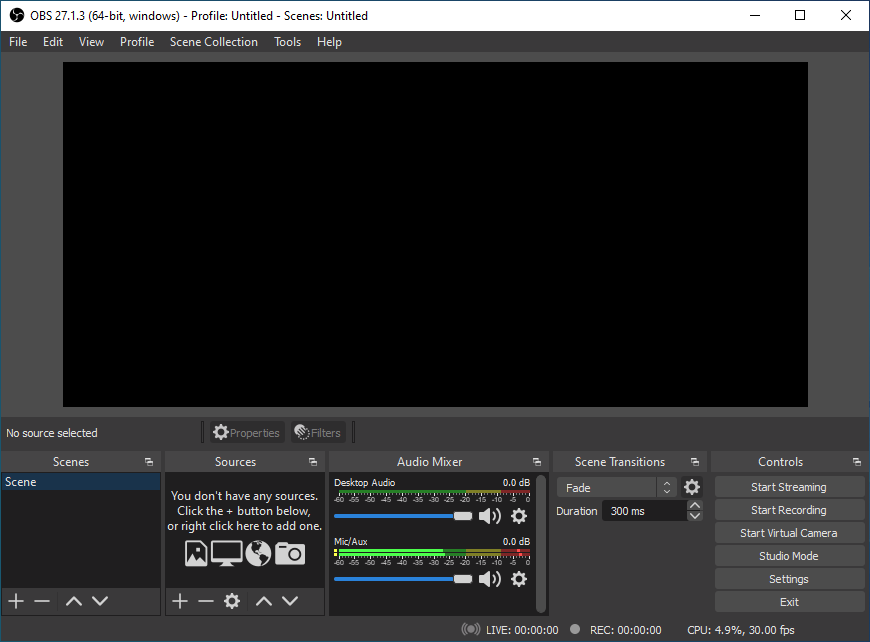 OBS 27.1.3 (64-bit, windows) - Profile: Untitled - Scenes: Untitled
File Edit View Profile Scene Collection Tools Help
No source selected
Properties
Filters
Scenes
Scene
Sources
You don't have any sources.
Click the + button below,
or right click here to add one.
Audio Mixer
Desktop Audio 0.0 dB
-60 -55 -50 -45 -40 -35 -30 -25 -20 -15 -10 -5 0
Mic/Aux 0.0 dB
-60 -55 -50 -45 -40 -35 -30 -25 -20 -15 -10 -5 0
Scene Transitions
Fade
Duration 300 ms
Controls
Start Streaming
Start Recording
Start Virtual Camera
Studio Mode
Settings
Exit
LIVE: 00:00:00 REC: 00:00:00 CPU: 4.9%, 30.00 fps